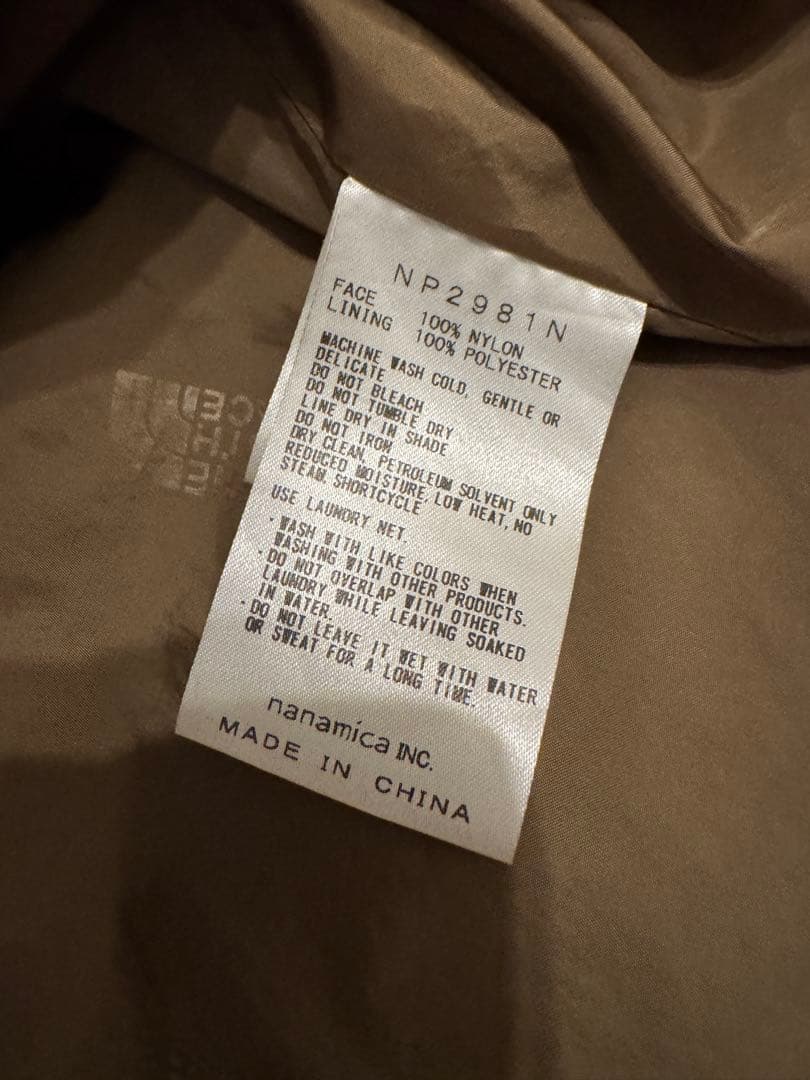 NP2981N
FACE 100% NYLON
LINING 100% POLYESTER
MACHINE WASH COLD, GENTLE OR
DELICATE
DO NOT BLEACH
DO NOT TUMBLE DRY
LINE DRY IN SHADE
DO NOT IRON
DRY CLEAN, PETROLEUM SOLVENT ONLY
REDUCED MOISTURE, LOW HEAT, NO
STEAM, SHORTCYCLE
USE LAUNDRY NET.
・WASH WITH LIKE COLORS WHEN
WASHING WITH OTHER PRODUCTS.
・DO NOT OVERLAP WITH OTHER
LAUNDRY WHILE LEAVING SOAKED
IN WATER.
・DO NOT LEAVE IT WET WITH WATER
OR SWEAT FOR A LONG TIME.
nanamica INC.
MADE IN CHINA